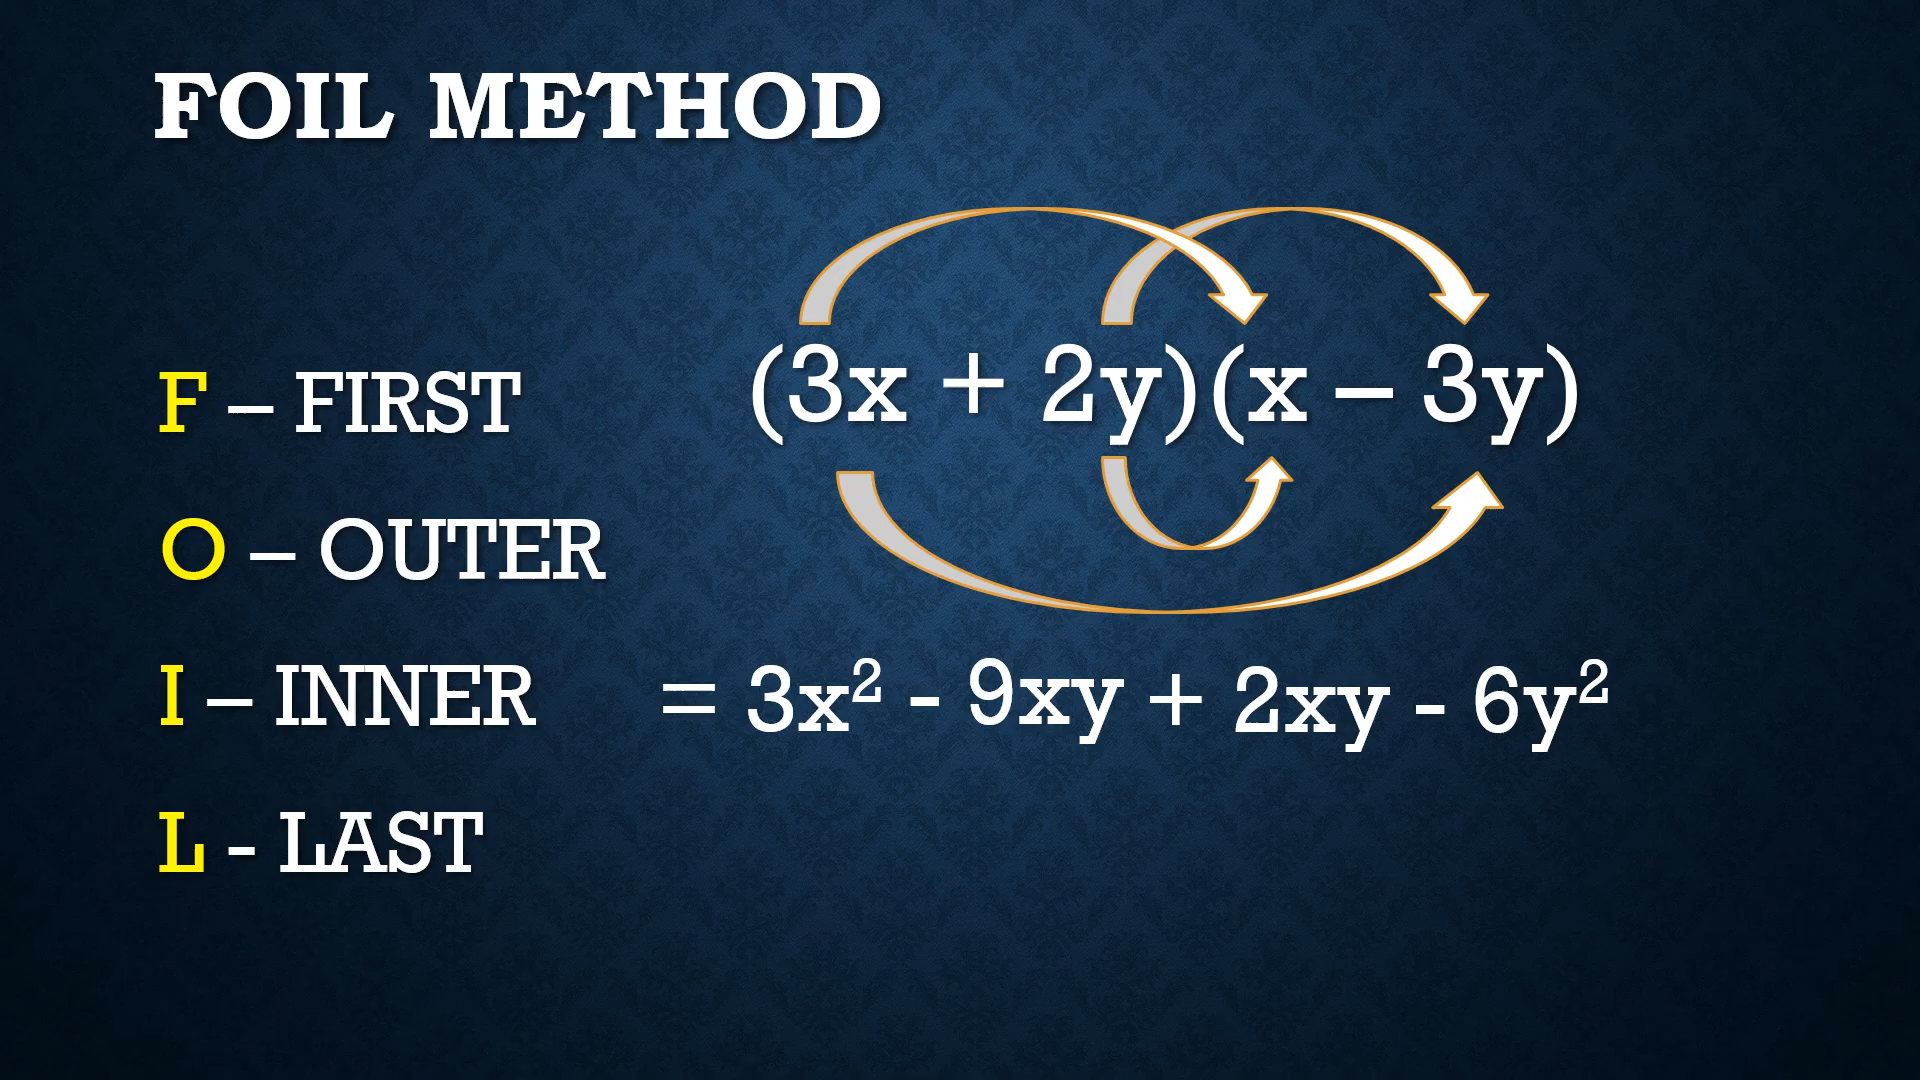 FOIL METHOD
(3x + 2y)(x – 3y)
F – FIRST
O – OUTER
I – INNER
= 3x² - 9xy + 2xy - 6y²
L - LAST